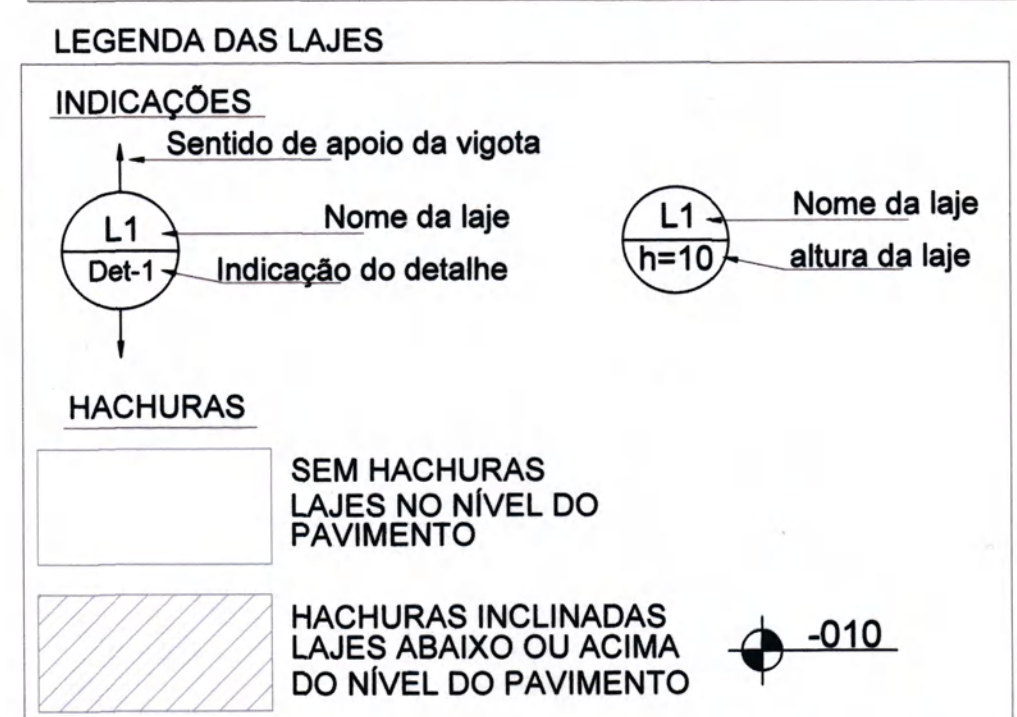 LEGENDA DAS LAJES
INDICAÇÕES
Sentido de apoio da vigota
L1
Nome da laje
Det-1
Indicação do detalhe
L1
Nome da laje
h=10
altura da laje
HACHURAS
SEM HACHURAS
LAJES NO NÍVEL DO
PAVIMENTO
HACHURAS INCLINADAS
LAJES ABAIXO OU ACIMA
DO NÍVEL DO PAVIMENTO
-010